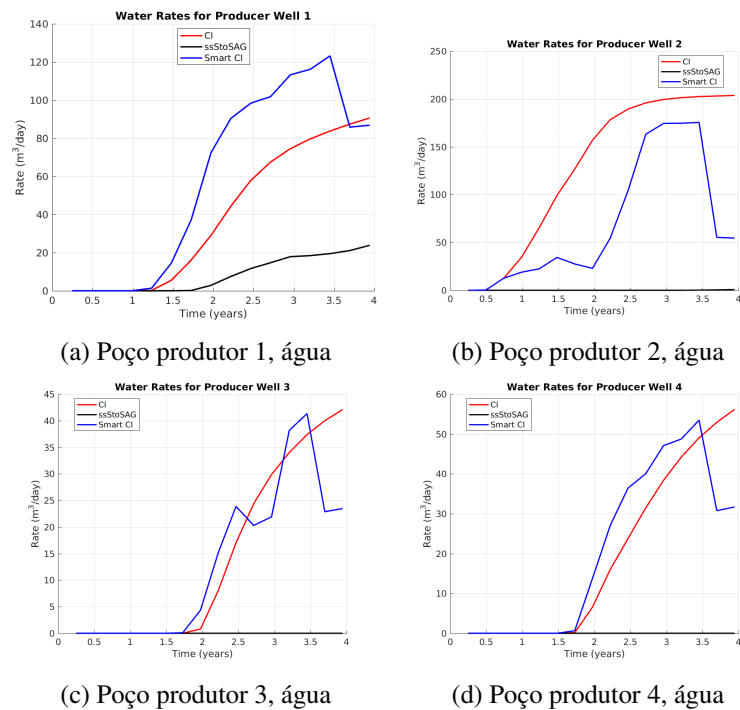 Water Rates for Producer Well 1
CI
ssStoSAG
Smart CI
Rate (m³/day)
140
120
100
80
60
40
20
0
0 0.5 1 1.5 2 2.5 3 3.5 4
Time (years)
(a) Poço produtor 1, água
Water Rates for Producer Well 2
CI
ssStoSAG
Smart CI
Rate (m³/day)
250
200
150
100
50
0
0 0.5 1 1.5 2 2.5 3 3.5 4
Time (years)
(b) Poço produtor 2, água
Water Rates for Producer Well 3
CI
ssStoSAG
Smart CI
Rate (m³/day)
45
40
35
30
25
20
15
10
5
0
0 0.5 1 1.5 2 2.5 3 3.5 4
Time (years)
(c) Poço produtor 3, água
Water Rates for Producer Well 4
CI
ssStoSAG
Smart CI
Rate (m³/day)
60
50
40
30
20
10
0
0 0.5 1 1.5 2 2.5 3 3.5 4
Time (years)
(d) Poço produtor 4, água